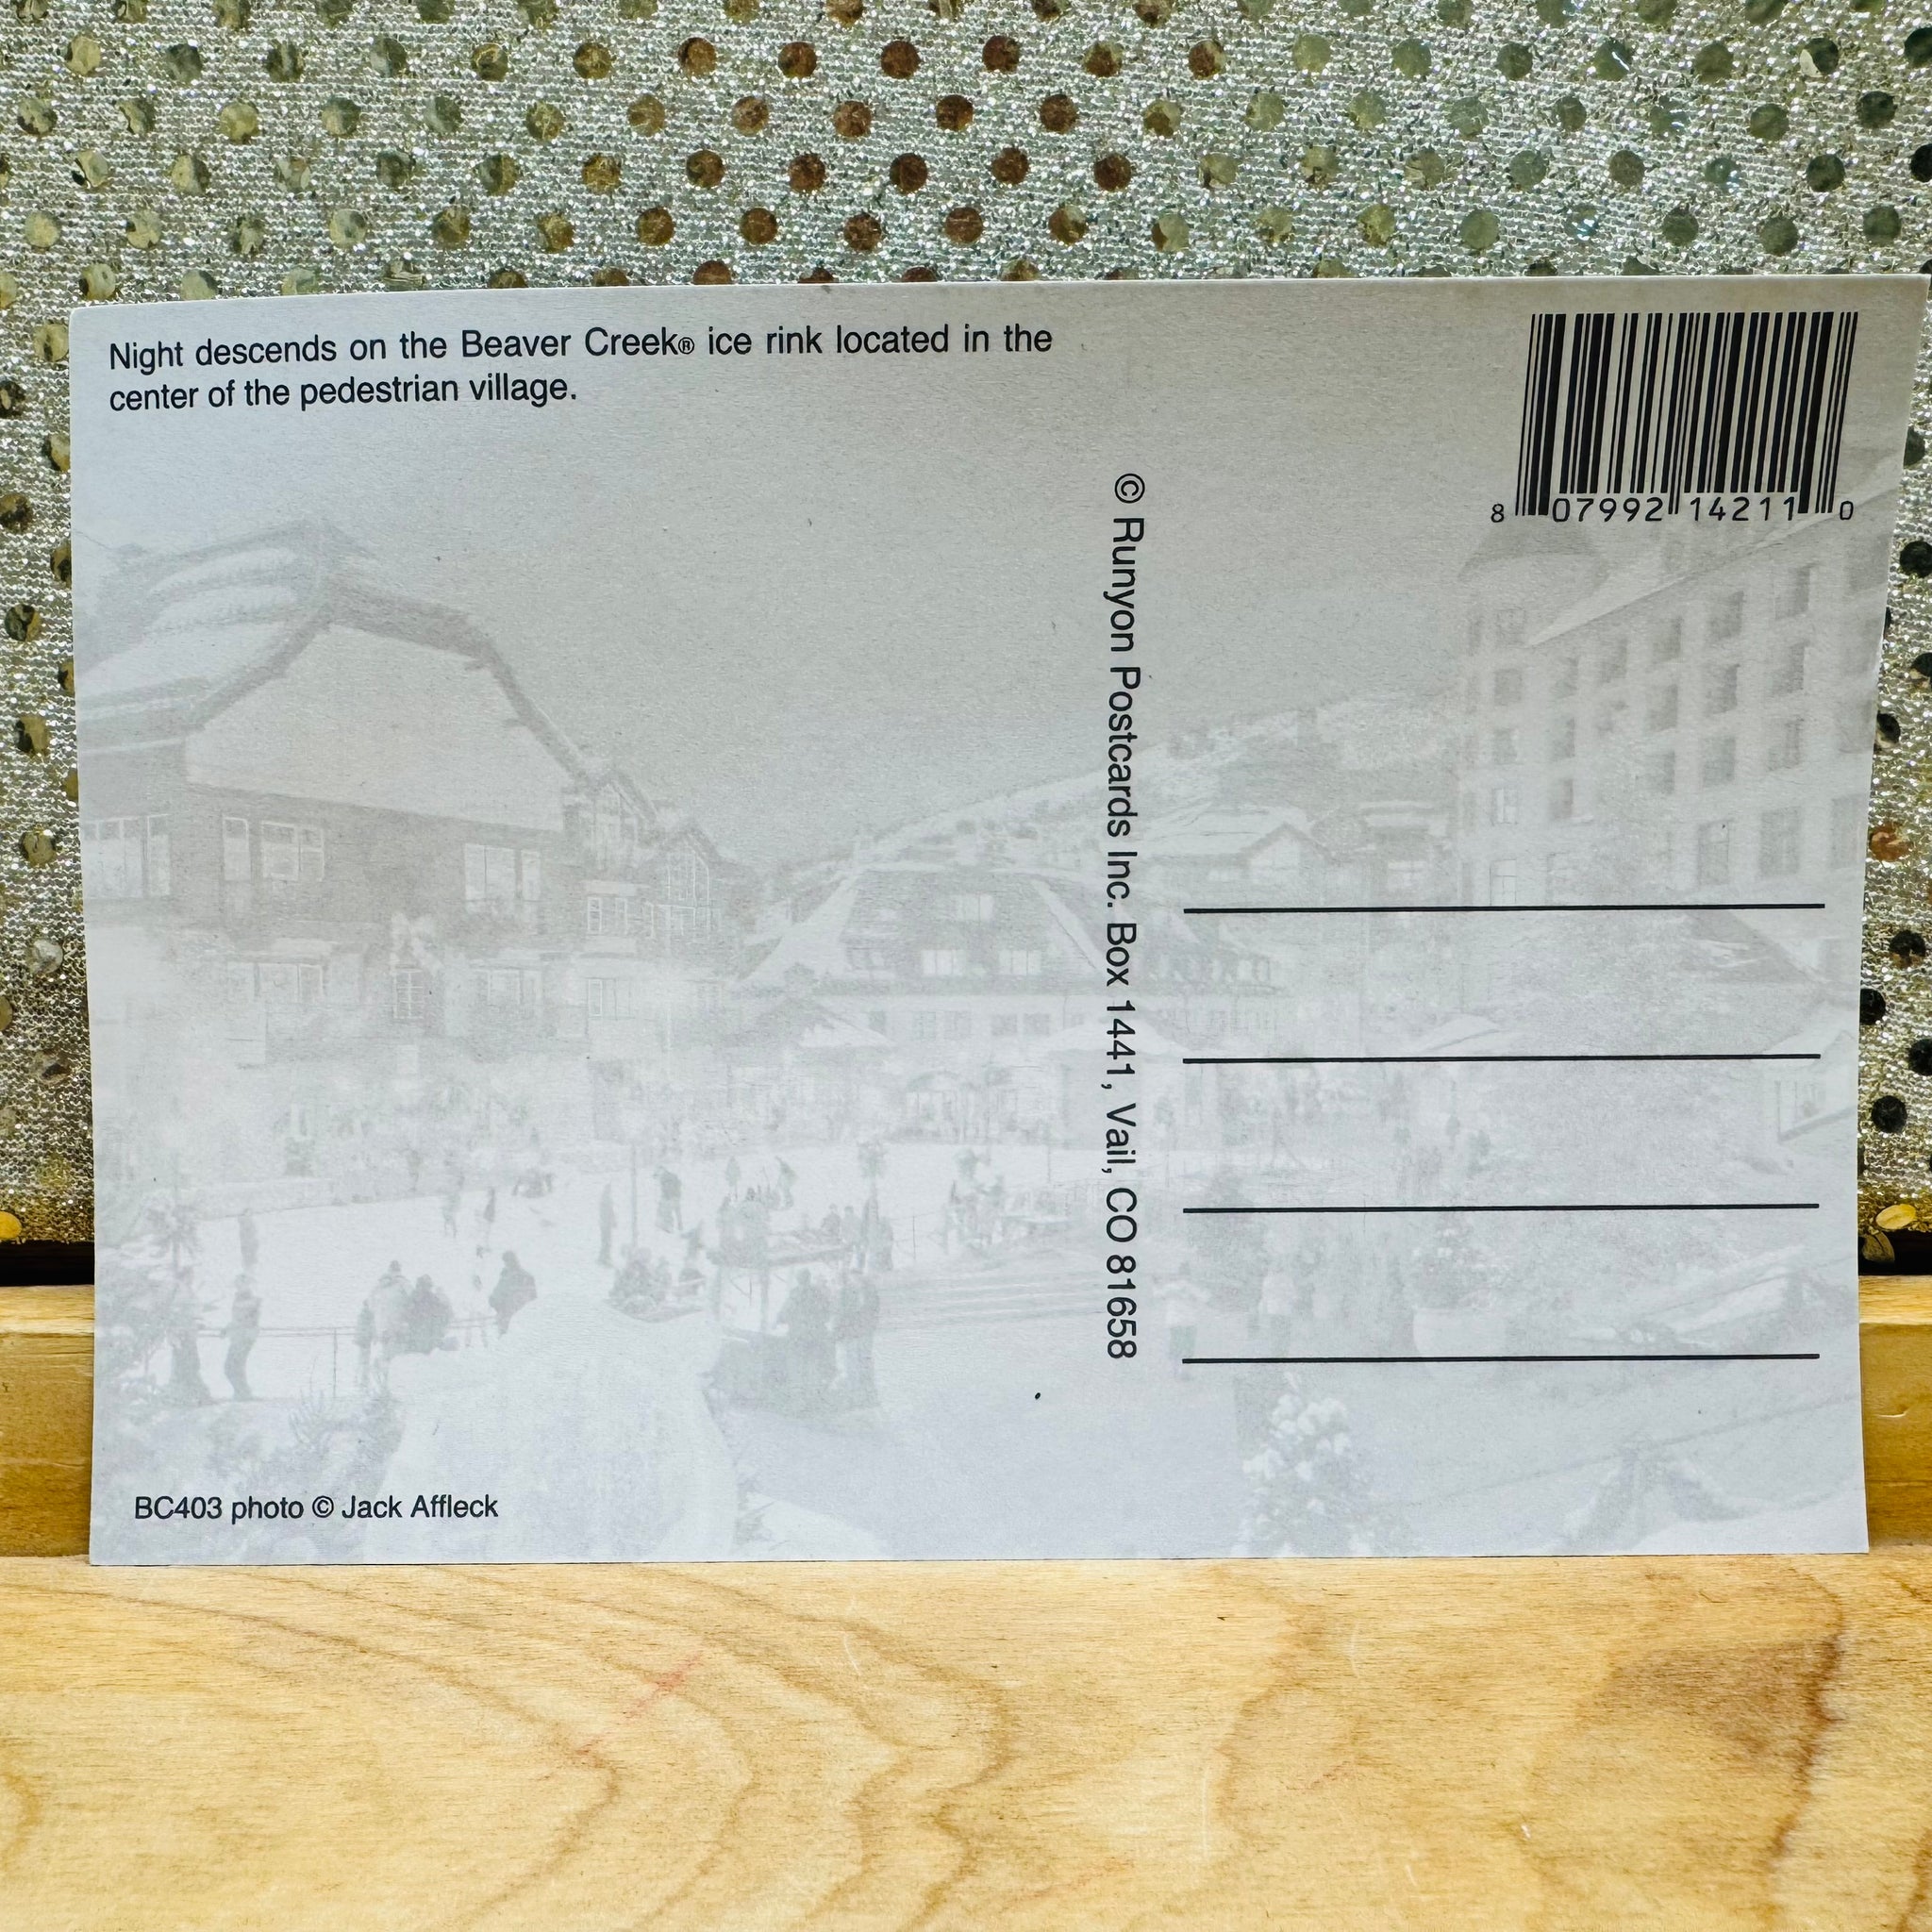 Night descends on the Beaver Creek® ice rink located in the
center of the pedestrian village.
8 07992 14211 0
© Runyon Postcards Inc. Box 1441, Vail, CO 81658
BC403 photo © Jack Affleck